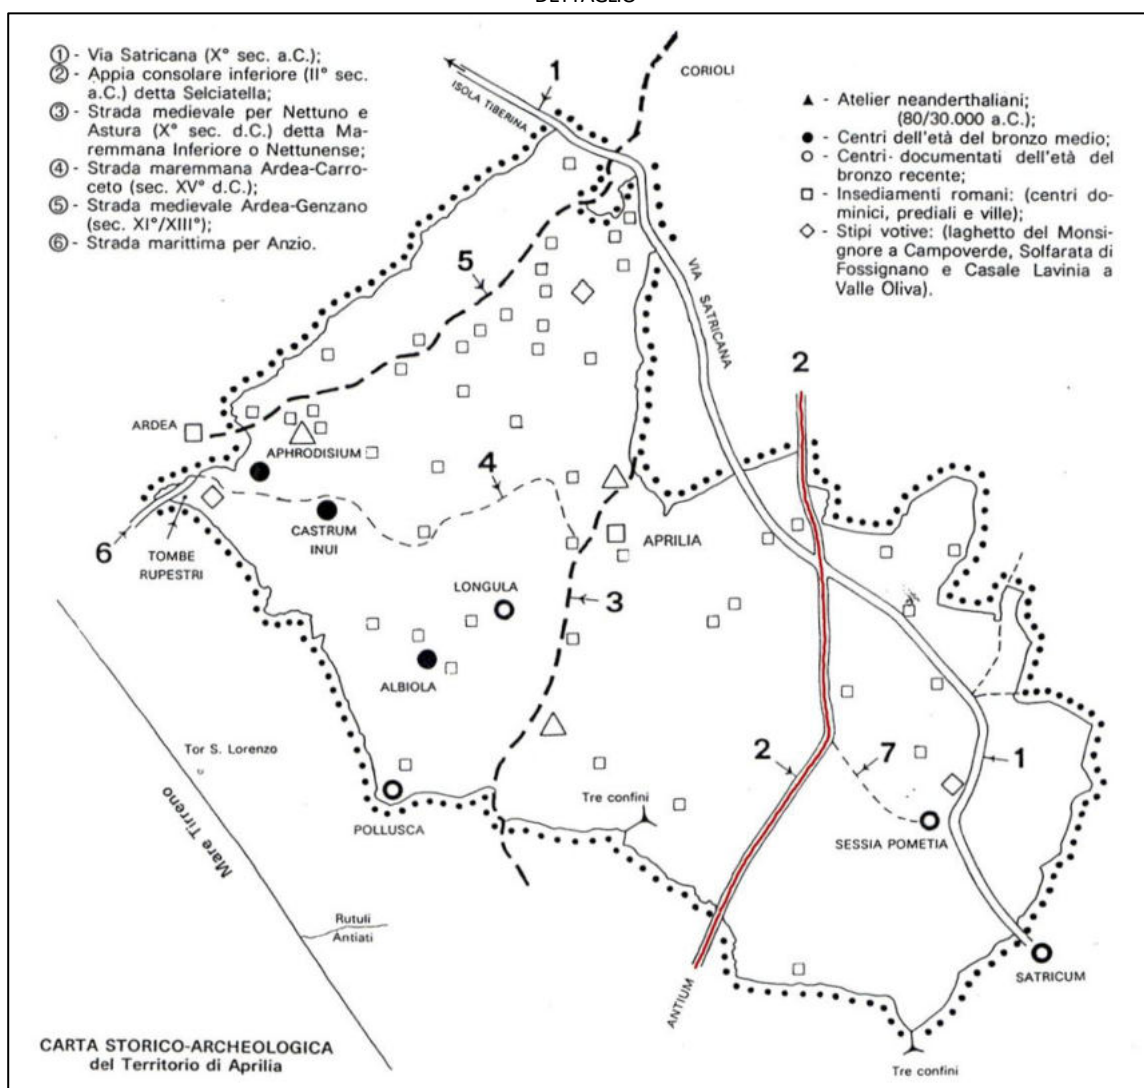 DETTAGLIO
① - Via Satricana (X° sec. a.C.);
② - Appia consolare inferiore (II° sec.
a.C.) detta Selciatella;
③ - Strada medievale per Nettuno e
Astura (X° sec. d.C.) detta Ma-
remmana Inferiore o Nettunense;
④ - Strada maremmana Ardea-Carro-
ceto (sec. XV° d.C.);
⑤ - Strada medievale Ardea-Genzano
(sec. XI°/XIII°);
⑥ - Strada marittima per Anzio.
▲ - Atelier neanderthaliani;
(80/30.000 a.C.);
● - Centri dell'età del bronzo medio;
○ - Centri documentati dell'età del
bronzo recente;
□ - Insediamenti romani: (centri do-
minici, prediali e ville);
◇ - Stipi votive: (laghetto del Monsi-
gnore a Campoverde, Solfarata di
Fossignano e Casale Lavinia a
Valle Oliva).
1
ISOLA TIBERINA
CORIOLI
5
VIA SATRICANA
2
ARDEA
APHRODISIUM
4
CASTRUM
INUI
6
TOMBE
RUPESTRI
APRILIA
LONGULA
3
ALBIOLA
Tor S. Lorenzo
2
7
1
Mare Tirreno
POLLUSCA
Tre confini
SESSIA POMETIA
Rutuli
Antiati
ANTIUM
SATRICUM
CARTA STORICO-ARCHEOLOGICA
del Territorio di Aprilia
Tre confini